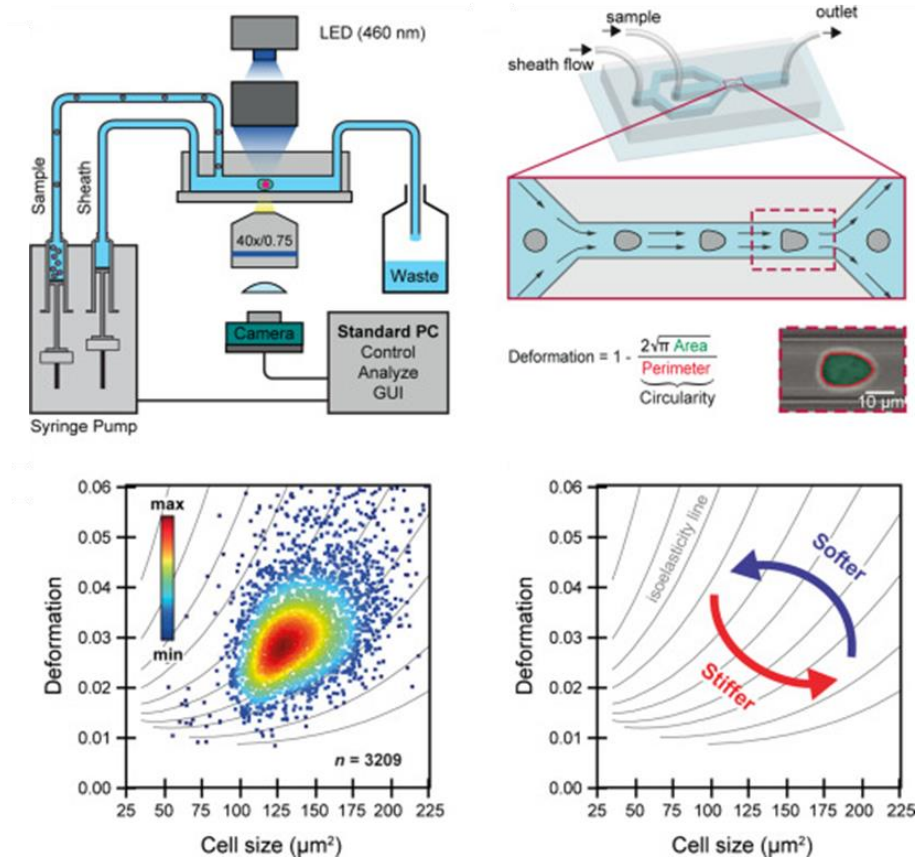 LED (460 nm)
Sample
Sheath
40x/0.75
Waste
Camera
Standard PC
Control
Analyze
GUI
Syringe Pump
sample
sheath flow
outlet
Deformation = 1 - 2√π Area
Perimeter
Circularity
10 µm
0.06
0.05
0.04
0.03
0.02
0.01
0.00
Deformation
max
min
n = 3209
25 50 75 100 125 150 175 200 225
Cell size (µm²)
0.06
0.05
0.04
0.03
0.02
0.01
0.00
Deformation
isoelasticity line
Softer
Stiffer
25 50 75 100 125 150 175 200 225
Cell size (µm²)